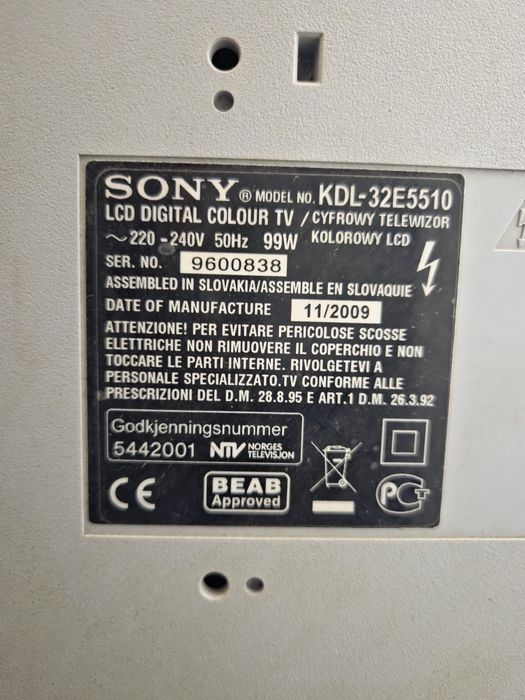 SONY ® MODEL NO. KDL-32E5510
LCD DIGITAL COLOUR TV / CYFROWY TELEWIZOR
~220 -240V 50Hz 99W KOLOROWY LCD
SER. NO. 9600838
ASSEMBLED IN SLOVAKIA/ASSEMBLE EN SLOVAQUIE
DATE OF MANUFACTURE 11/2009
ATTENZIONE! PER EVITARE PERICOLOSE SCOSSE
ELETTRICHE NON RIMUOVERE IL COPERCHIO E NON
TOCCARE LE PARTI INTERNE. RIVOLGETEVI A
PERSONALE SPECIALIZZATO.TV CONFORME ALLE
PRESCRIZIONI DEL D.M. 28.8.95 E ART.1 D.M. 26.3.92
Godkjenningsnummer
5442001 NTV NORGES
TELEVISJON
CE
BEAB
Approved
PCT